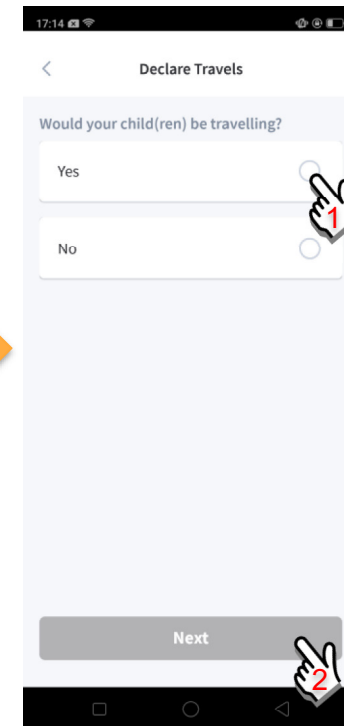 17:14
Declare Travels
Would your child(ren) be travelling?
Yes
1
No
Next
2